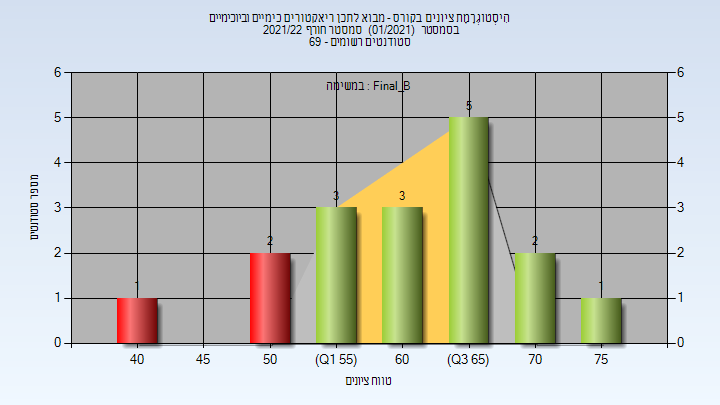 הִיסְטוגְרָמַת ציונים בקורס - מבוא לתכן ריאקטורים כימיים וביוכימיים
בסמסטר (01/2021) סמסטר חורף 2021/22
סטודנטים רשומים - 69
במשימה : Final_B
6 6
5 5 5
4 4
3 3 3 3
2 2 2 2
1 1 1 1
0 0
מספר סטודנטים
40 45 50 (Q1 55) 60 (Q3 65) 70 75
טווח ציונים